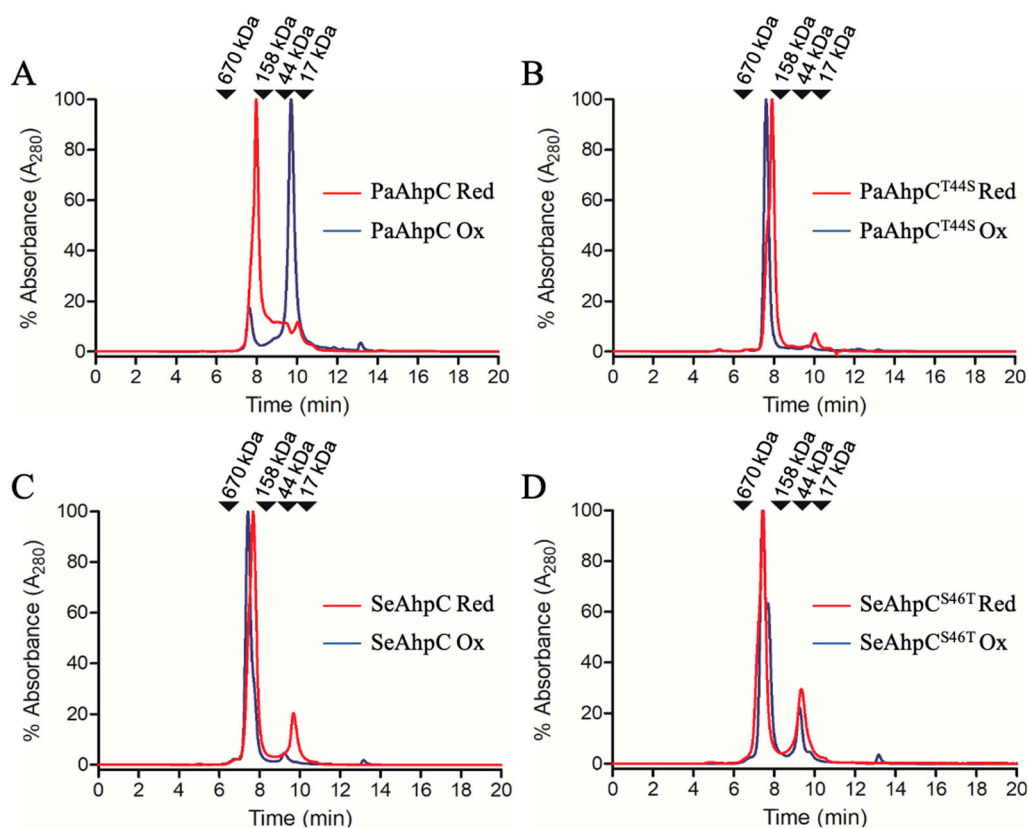 A
670 kDa
158 kDa
44 kDa
17 kDa
% Absorbance (A280)
100
80
60
40
20
0
PaAhpC Red
PaAhpC Ox
0 2 4 6 8 10 12 14 16 18 20
Time (min)
B
670 kDa
158 kDa
44 kDa
17 kDa
% Absorbance (A280)
100
80
60
40
20
0
PaAhpCT44S Red
PaAhpCT44S Ox
0 2 4 6 8 10 12 14 16 18 20
Time (min)
C
670 kDa
158 kDa
44 kDa
17 kDa
% Absorbance (A280)
100
80
60
40
20
0
SeAhpC Red
SeAhpC Ox
0 2 4 6 8 10 12 14 16 18 20
Time (min)
D
670 kDa
158 kDa
44 kDa
17 kDa
% Absorbance (A280)
100
80
60
40
20
0
SeAhpCS46T Red
SeAhpCS46T Ox
0 2 4 6 8 10 12 14 16 18 20
Time (min)